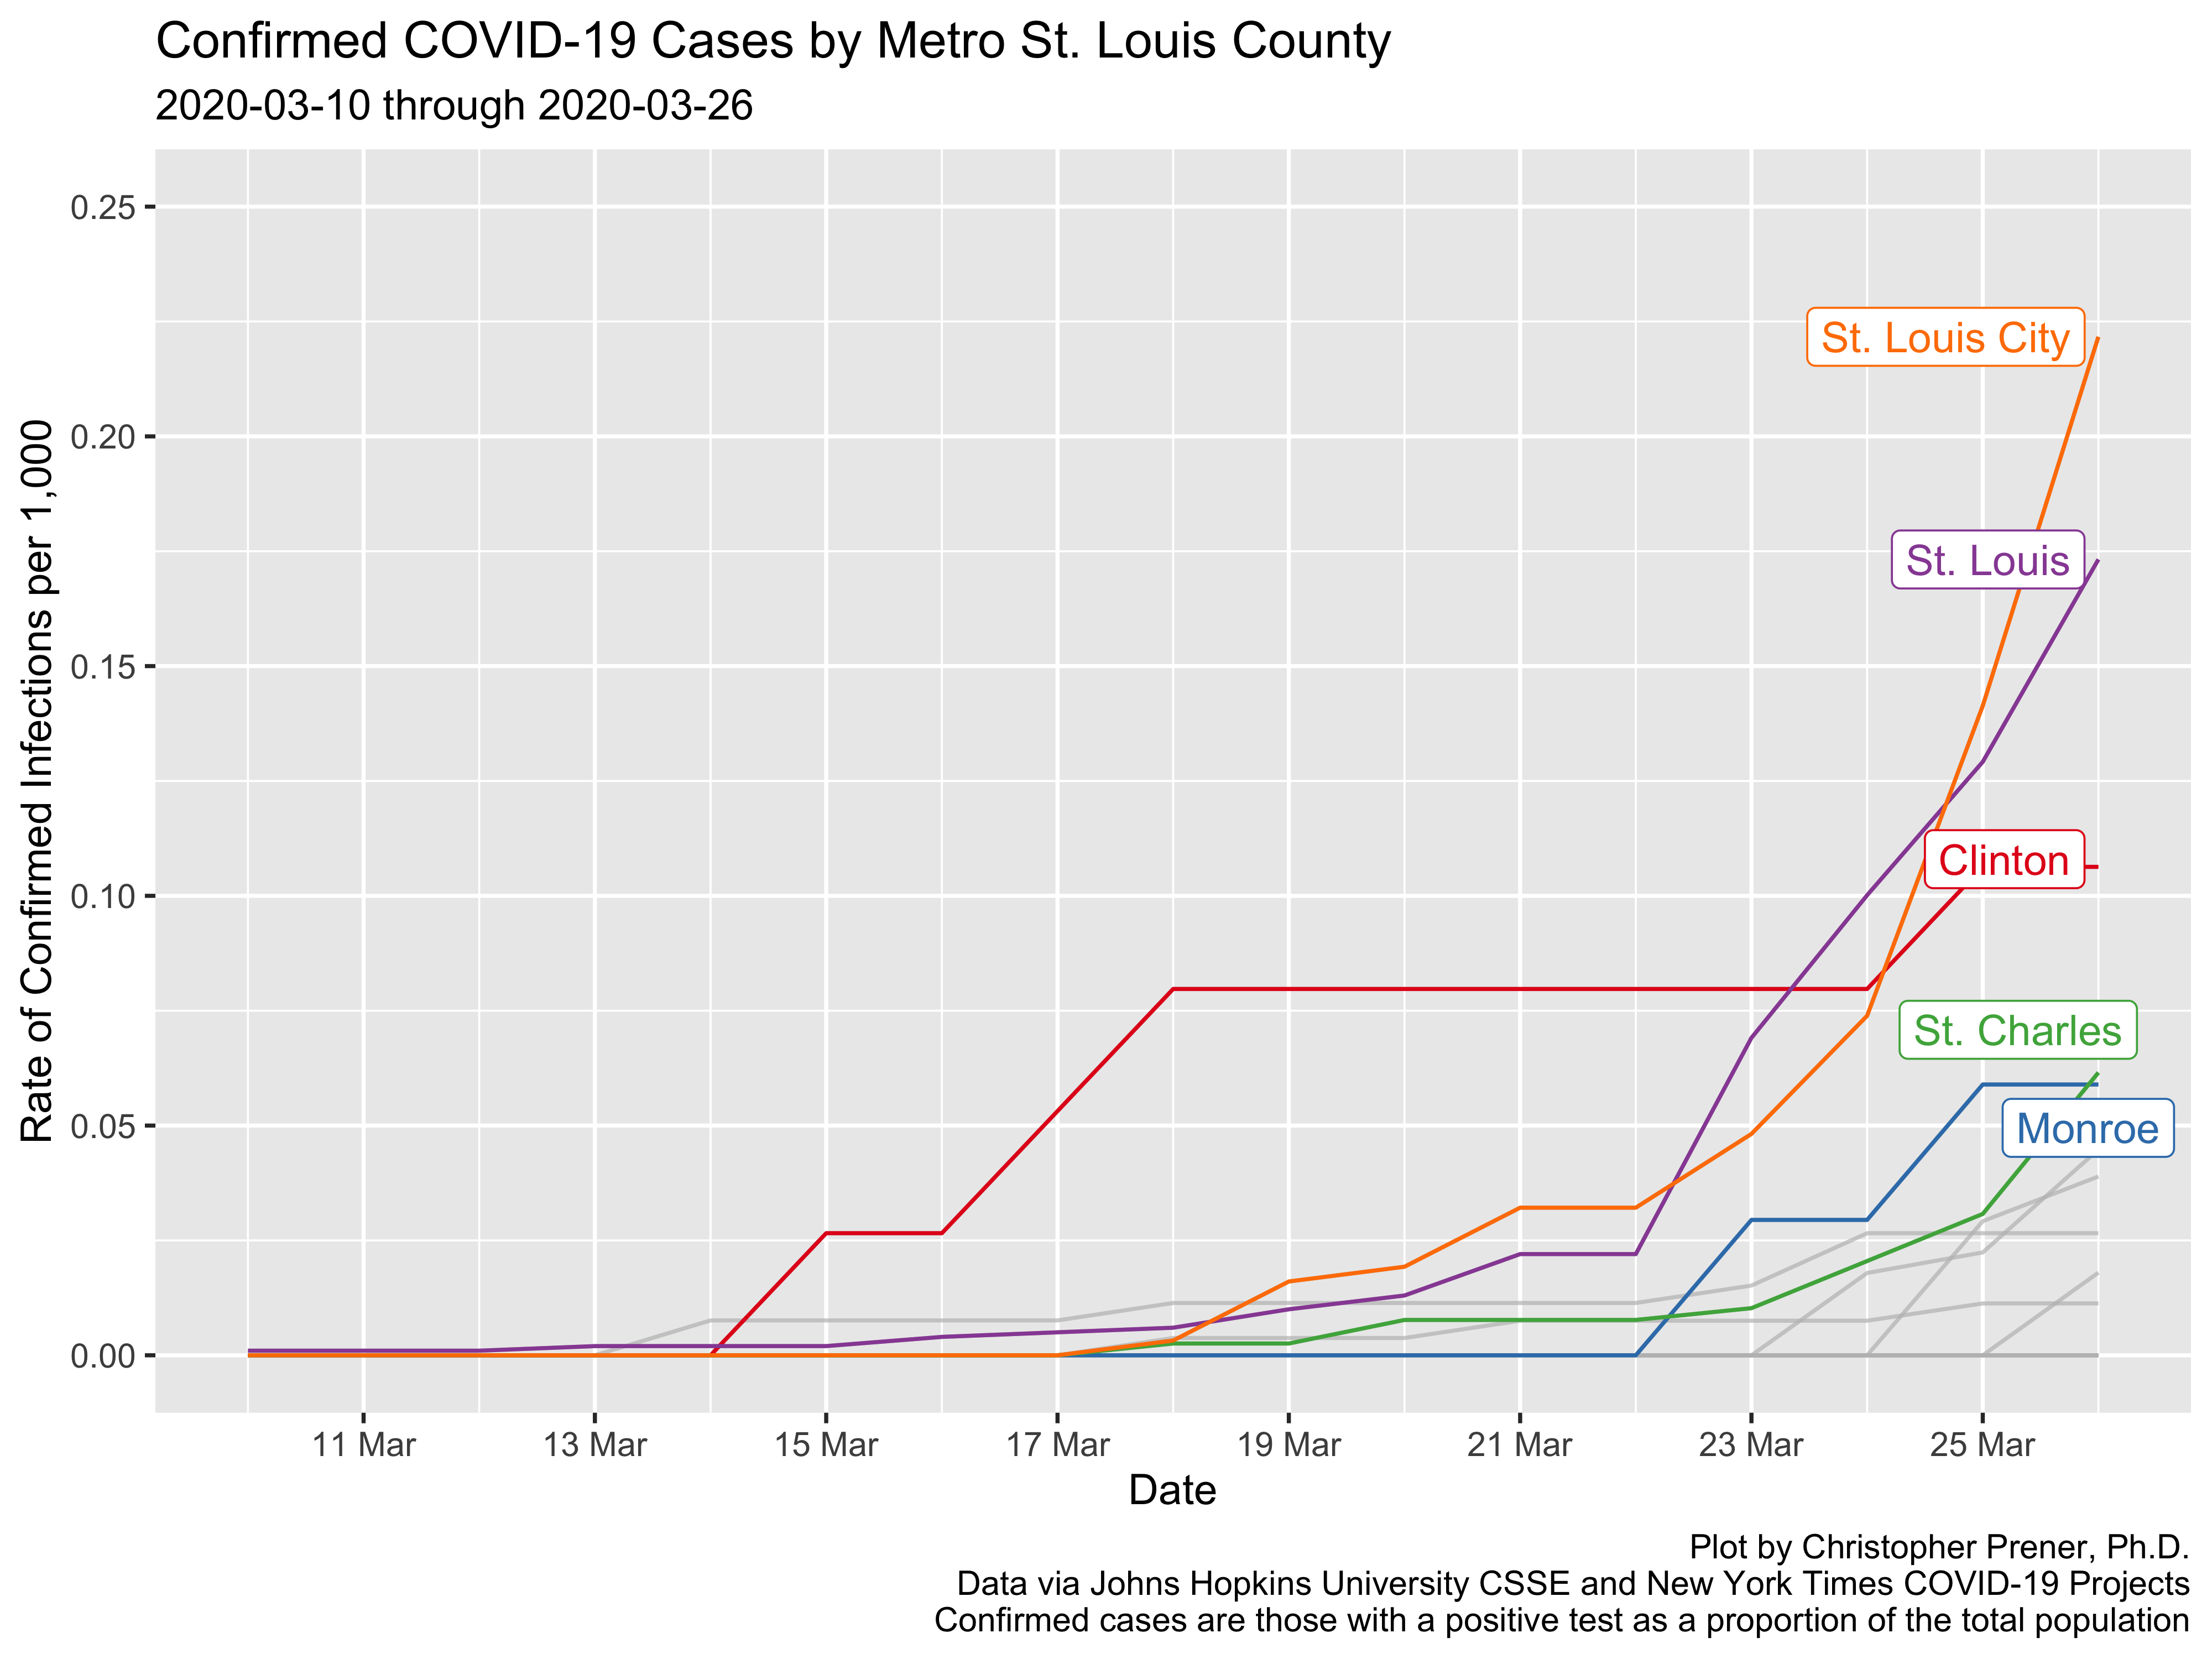 Confirmed COVID-19 Cases by Metro St. Louis County
2020-03-10 through 2020-03-26
Rate of Confirmed Infections per 1,000
0.25
0.20
0.15
0.10
0.05
0.00
St. Louis City
St. Louis
Clinton
St. Charles
Monroe
11 Mar
13 Mar
15 Mar
17 Mar
19 Mar
21 Mar
23 Mar
25 Mar
Date
Plot by Christopher Prener, Ph.D.
Data via Johns Hopkins University CSSE and New York Times COVID-19 Projects
Confirmed cases are those with a positive test as a proportion of the total population